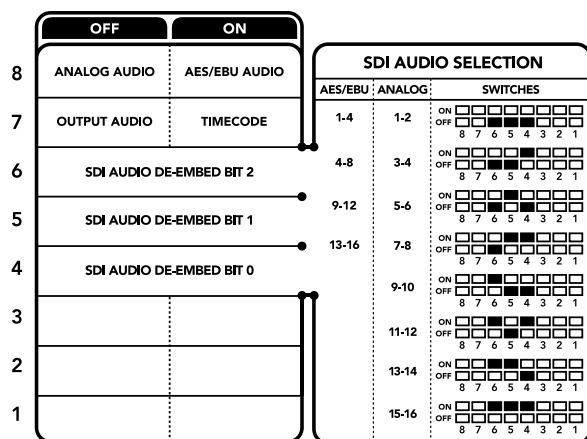 OFF ON
8 ANALOG AUDIO AES/EBU AUDIO
7 OUTPUT AUDIO TIMECODE
6 SDI AUDIO DE-EMBED BIT 2
5 SDI AUDIO DE-EMBED BIT 1
4 SDI AUDIO DE-EMBED BIT 0
3
2
1
SDI AUDIO SELECTION
AES/EBU ANALOG SWITCHES
1-4 1-2 ON
OFF
8 7 6 5 4 3 2 1
4-8 3-4 ON
OFF
8 7 6 5 4 3 2 1
9-12 5-6 ON
OFF
8 7 6 5 4 3 2 1
13-16 7-8 ON
OFF
8 7 6 5 4 3 2 1
9-10 ON
OFF
8 7 6 5 4 3 2 1
11-12 ON
OFF
8 7 6 5 4 3 2 1
13-14 ON
OFF
8 7 6 5 4 3 2 1
15-16 ON
OFF
8 7 6 5 4 3 2 1